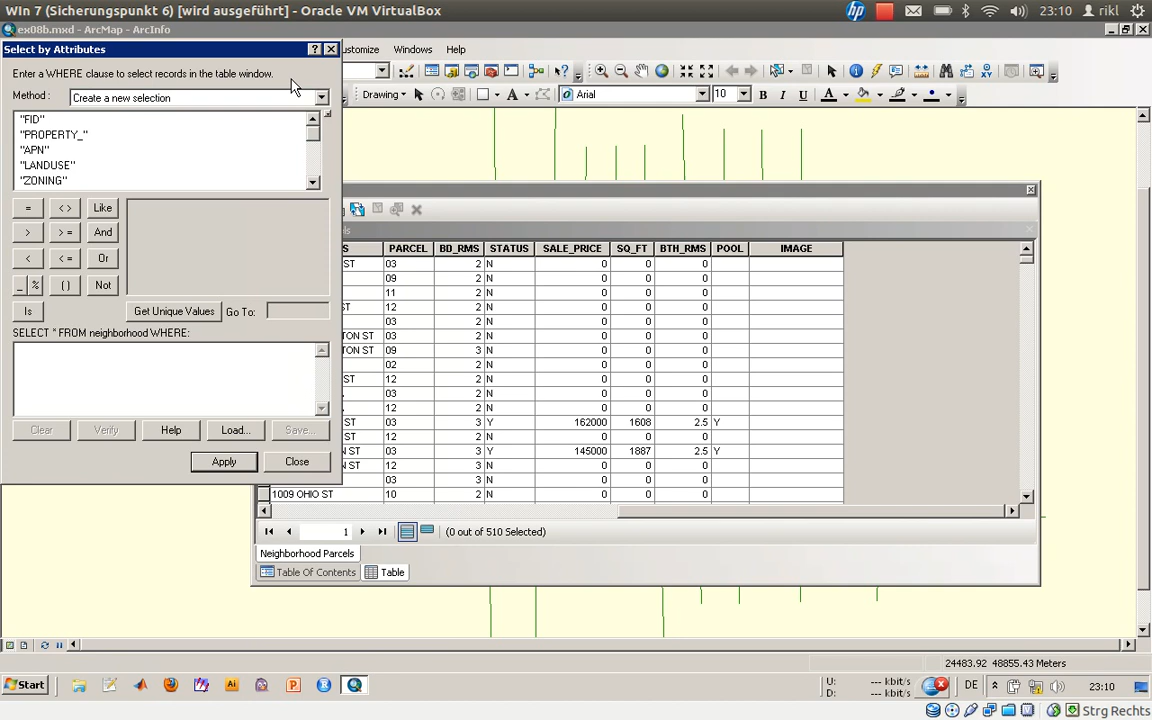 WIN 7 (Sicherungspunkt 6) [wird ausgeführt] - Oracle VM VirtualBox
23:10
rikl
ex08b.mxd - ArcMap - ArcInfo
Select by Attributes
ustomize
Windows
Help
Enter a WHERE clause to select records in the table window.
Method :
Create a new selection
Drawing
A
Arial
10
B I U
A
"FID"
"PROPERTY_"
"APN"
"LANDUSE"
"ZONING"
= < > Like
> > = And
< < = Or
_ % ( ) Not
Is
Get Unique Values
Go To:
SELECT * FROM neighborhood WHERE:
Clear
Verify
Help
Load...
Save...
Apply
Close
ols
S PARCEL BD_RMS STATUS SALE_PRICE SQ_FT BTH_RMS POOL IMAGE
ST 03 2 N 0 0 0
09 2 N 0 0 0
11 2 N 0 0 0
ST 12 2 N 0 0 0
03 2 N 0 0 0
TON ST 03 2 N 0 0 0
TON ST 09 3 N 0 0 0
02 2 N 0 0 0
ST 12 2 N 0 0 0
03 2 N 0 0 0
12 2 N 0 0 0
ST 03 3 Y 162000 1608 2.5 Y
ST 12 2 N 0 0 0
N ST 03 3 Y 145000 1887 2.5 Y
N ST 12 3 N 0 0 0
03 3 N 0 0 0
1009 OHIO ST 10 2 N 0 0 0
1
(0 out of 510 Selected)
Neighborhood Parcels
Table Of Contents
Table
24483.92 48855.43 Meters
Start
U: --- kbit/s
D: --- kbit/s
DE
23:10
Strg Rechts